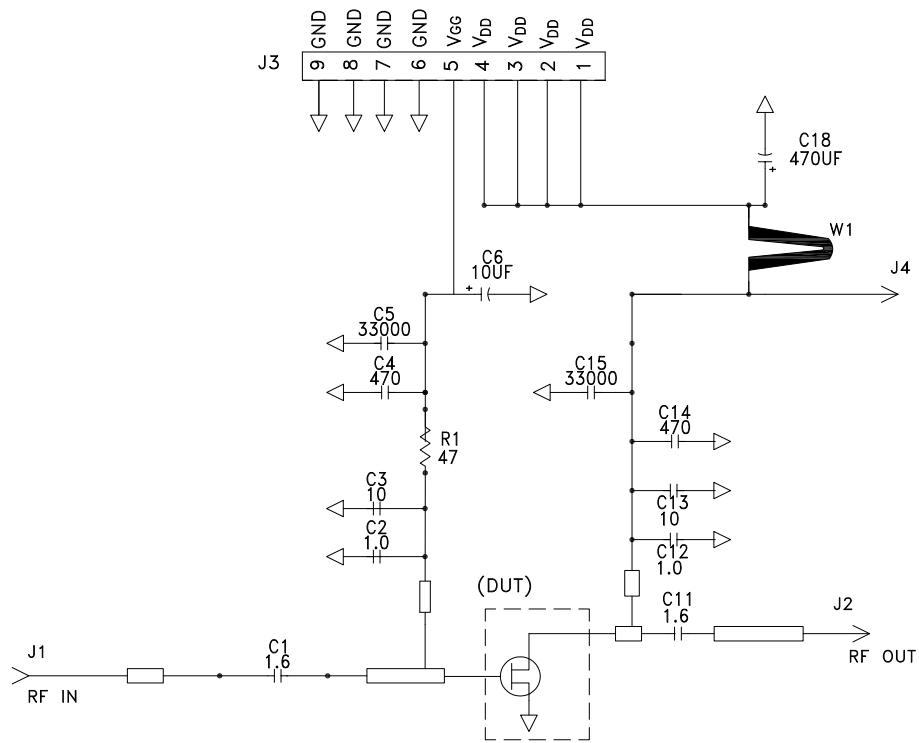 GND
GND
GND
GND
VGG
VDD
VDD
VDD
VDD
J3
9
8
7
6
5
4
3
2
1
C18
470UF
+
W1
J4
C6
10UF
+
C5
33000
C4
470
C15
33000
C14
470
R1
47
C3
10
C13
10
C2
1.0
C12
1.0
(DUT)
C11
1.6
J2
RF OUT
J1
C1
1.6
RF IN